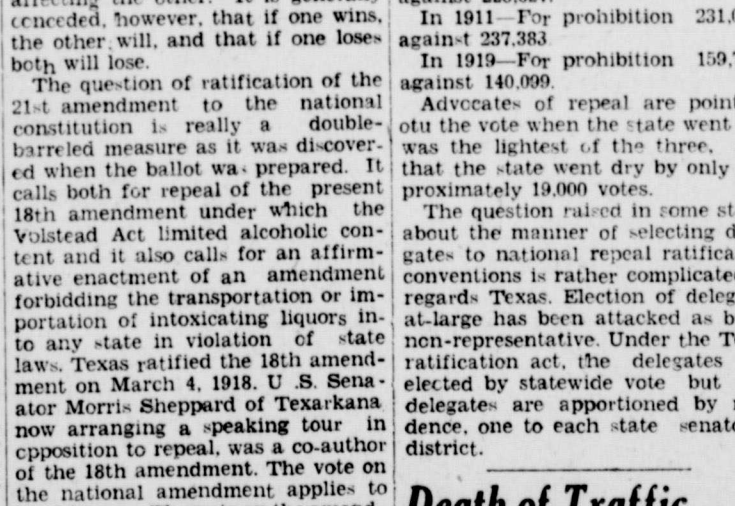 conceded, however, that if one wins,
the other will, and that if one loses
both will lose.
The question of ratification of the
21st amendment to the national
constitution is really a double-
barreled measure as it was discover-
ed when the ballot was prepared. It
calls both for repeal of the present
18th amendment under which the
Volstead Act limited alcoholic con-
tent and it also calls for an affirm-
ative enactment of an amendment
forbidding the transportation or im-
portation of intoxicating liquors in-
to any state in violation of state
laws. Texas ratified the 18th amend-
ment on March 4, 1918. U .S. Sena-
ator Morris Sheppard of Texarkana
now arranging a speaking tour in
cpposition to repeal, was a co-author
of the 18th amendment. The vote on
the national amendment applies to
In 1911—For prohibition 231,
against 237,383
In 1919—For prohibition 159,
against 140,099.
Advocates of repeal are point
otu the vote when the state went
was the lightest of the three,
that the state went dry by only
proximately 19,000 votes.
The question raised in some st
about the manner of selecting d
gates to national repeal ratifica
conventions is rather complicate
regards Texas. Election of deleg
at-large has been attacked as b
non-representative. Under the T
ratification act, the delegates
elected by statewide vote but
delegates are apportioned by
dence, one to each state senat
district.
Death of Traffic